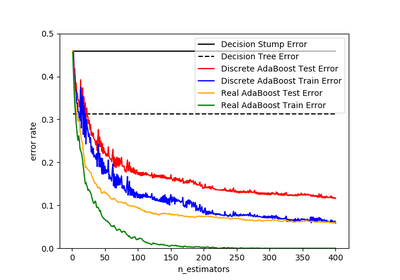 0.5
0.4
0.3
0.2
0.1
0.0
error rate
0 50 100 150 200 250 300 350 400
n_estimators
Decision Stump Error
Decision Tree Error
Discrete AdaBoost Test Error
Discrete AdaBoost Train Error
Real AdaBoost Test Error
Real AdaBoost Train Error